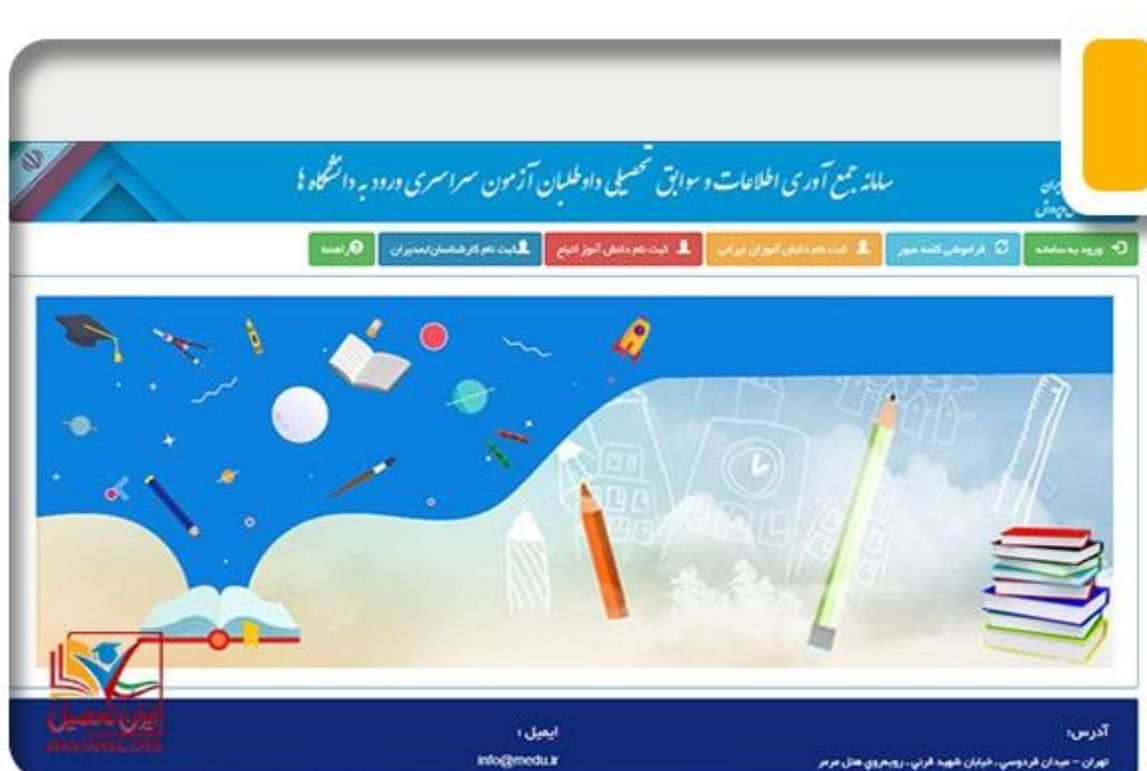 سامانه جمع آوری اطلاعات و سوابق تحصیلی داوطلبان آزمون سراسری ورود به دانشگاه ها
ورود به سامانه
فراموشی کلمه عبور
ثبت نام دانش آموزان ایرانی
ثبت نام دانش آموز اتباع
ثبت نام کارشناسان/مدیران
راهنما
ایران تحصیل
IRANTAHSIL.ORG
آدرس:
تهران - میدان فردوسی - خیابان شهید قرنی - روبروی هتل مرمر
ایمیل :
info@medu.ir